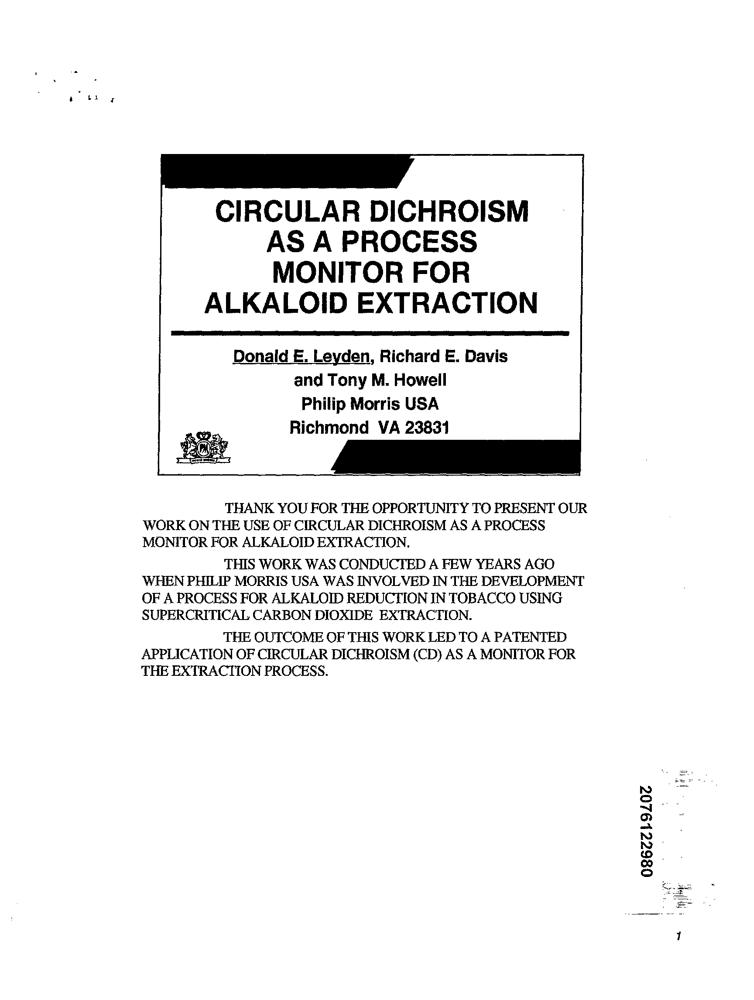 CIRCULAR DICHROISM
AS A PROCESS
MONITOR FOR
ALKALOID EXTRACTION
Donald E. Leyden, Richard E. Davis
and Tony M. Howell
Philip Morris USA
Richmond VA 23831
THANK YOU FOR THE OPPORTUNITY TO PRESENT OUR
WORK ON THE USE OF CIRCULAR DICHROISM AS A PROCESS
MONITOR FOR ALKALOID EXTRACTION.
THIS WORK WAS CONDUCTED A FEW YEARS AGO
WHEN PHILIP MORRIS USA WAS INVOLVED IN THE DEVELOPMENT
OF A PROCESS FOR ALKALOID REDUCTION IN TOBACCO USING
SUPERCRITICAL CARBON DIOXIDE EXTRACTION.
THE OUTCOME OF THIS WORK LED TO A PATENTED
APPLICATION OF CIRCULAR DICHROISM (CD) AS A MONITOR FOR
THE EXTRACTION PROCESS.
2076122980
1